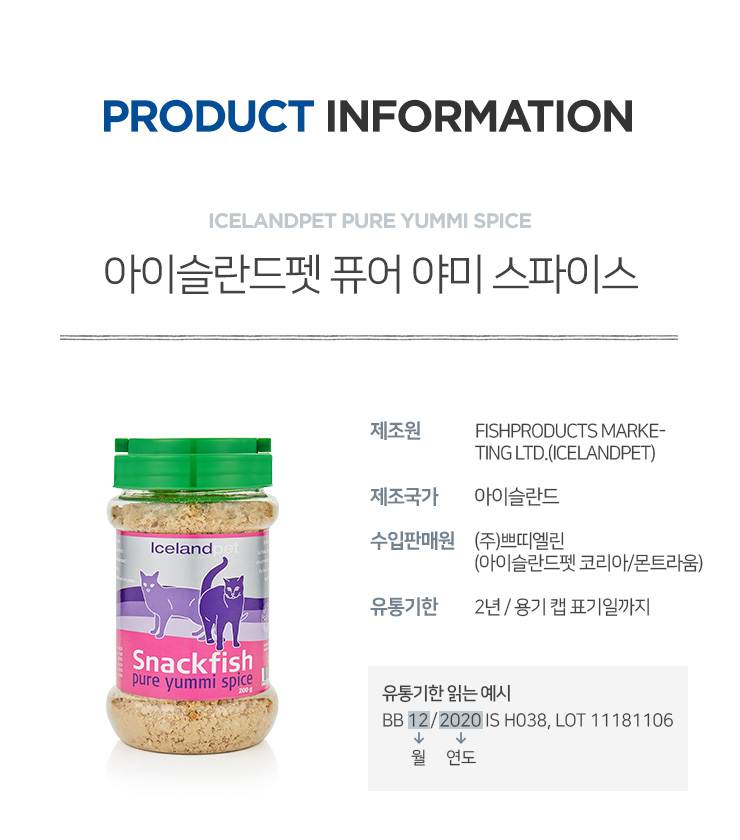 PRODUCT INFORMATION
ICELANDPET PURE YUMMI SPICE
아이슬란드펫 퓨어 야미 스파이스
제조원 FISHPRODUCTS MARKE-
TING LTD.(ICELANDPET)
제조국가 아이슬란드
수입판매원 (주)쁘띠엘린
(아이슬란드펫 코리아/몬트라움)
유통기한 2년 / 용기 캡 표기일까지
Icelandpet
Snackfish
pure yummi spice
200 g
유통기한 읽는 예시
BB 12/2020 IS H038, LOT 11181106
월 연도